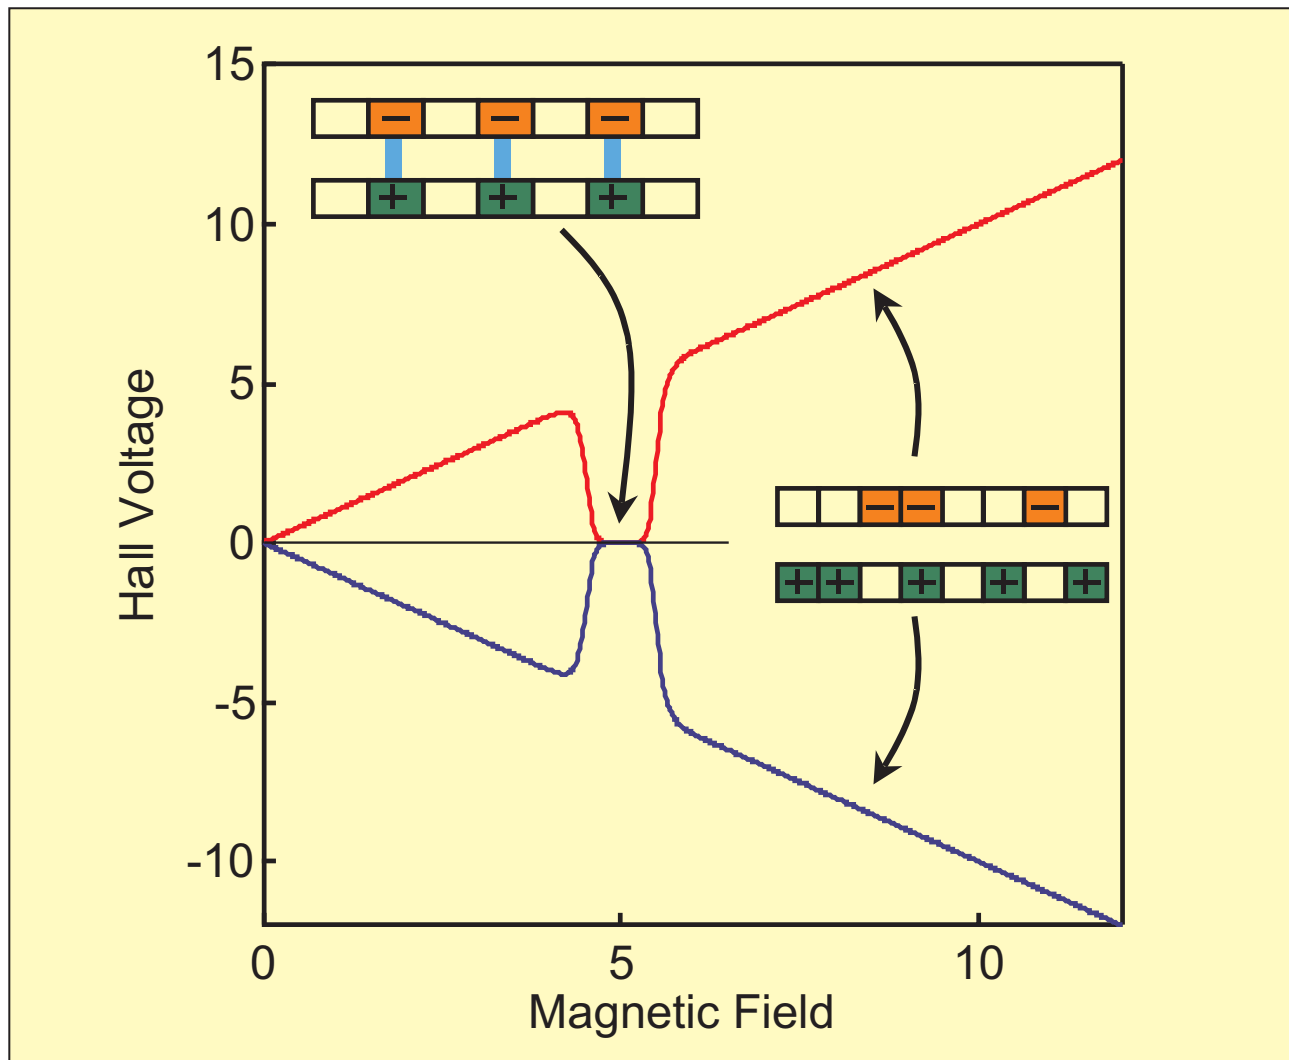 15
10
5
0
-5
-10
Hall Voltage
− − −
+ + +
− − −
+ + + + +
0 5 10
Magnetic Field